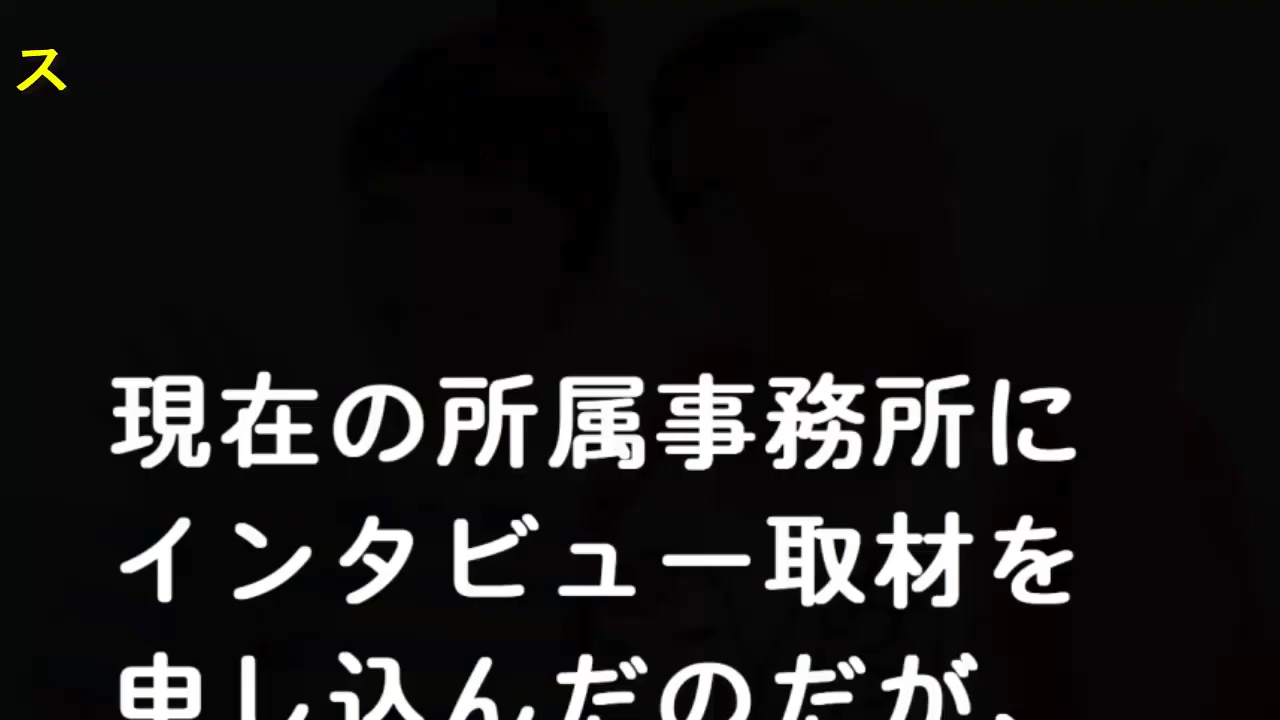 ス
現在の所属事務所に
インタビュー取材を
申し込んだのだが、